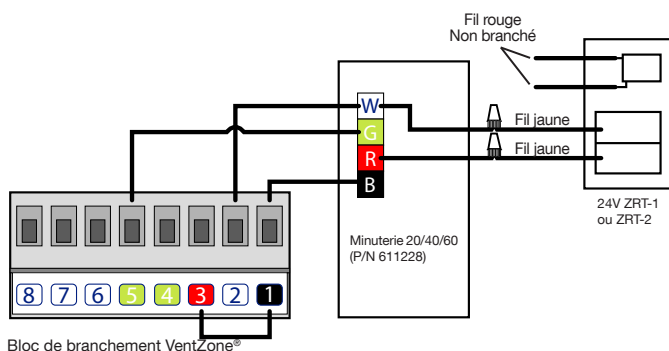 Fil rouge
Non branché
W
G
R
B
Fil jaune
Fil jaune
24V ZRT-1
ou ZRT-2
Minuterie 20/40/60
(P/N 611228)
8 7 6 5 4 3 2 1
Bloc de branchement VentZone®